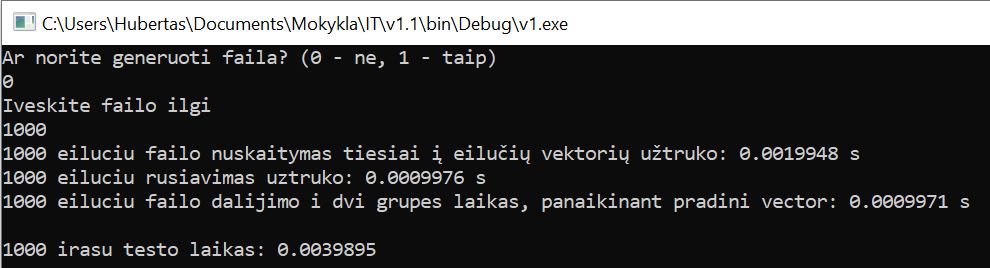 C:\Users\Hubertas\Documents\Mokykla\IT\v1.1\bin\Debug\v1.exe
Ar norite generuoti faila? (0 - ne, 1 - taip)
0
Iveskite failo ilgi
1000
1000 eiluciu failo nuskaitymas tiesiai į eilučių vektorių užtruko: 0.0019948 s
1000 eiluciu rusiavimas uztruko: 0.0009976 s
1000 eiluciu failo dalijimo i dvi grupes laikas, panaikinant pradini vector: 0.0009971 s
1000 irasu testo laikas: 0.0039895